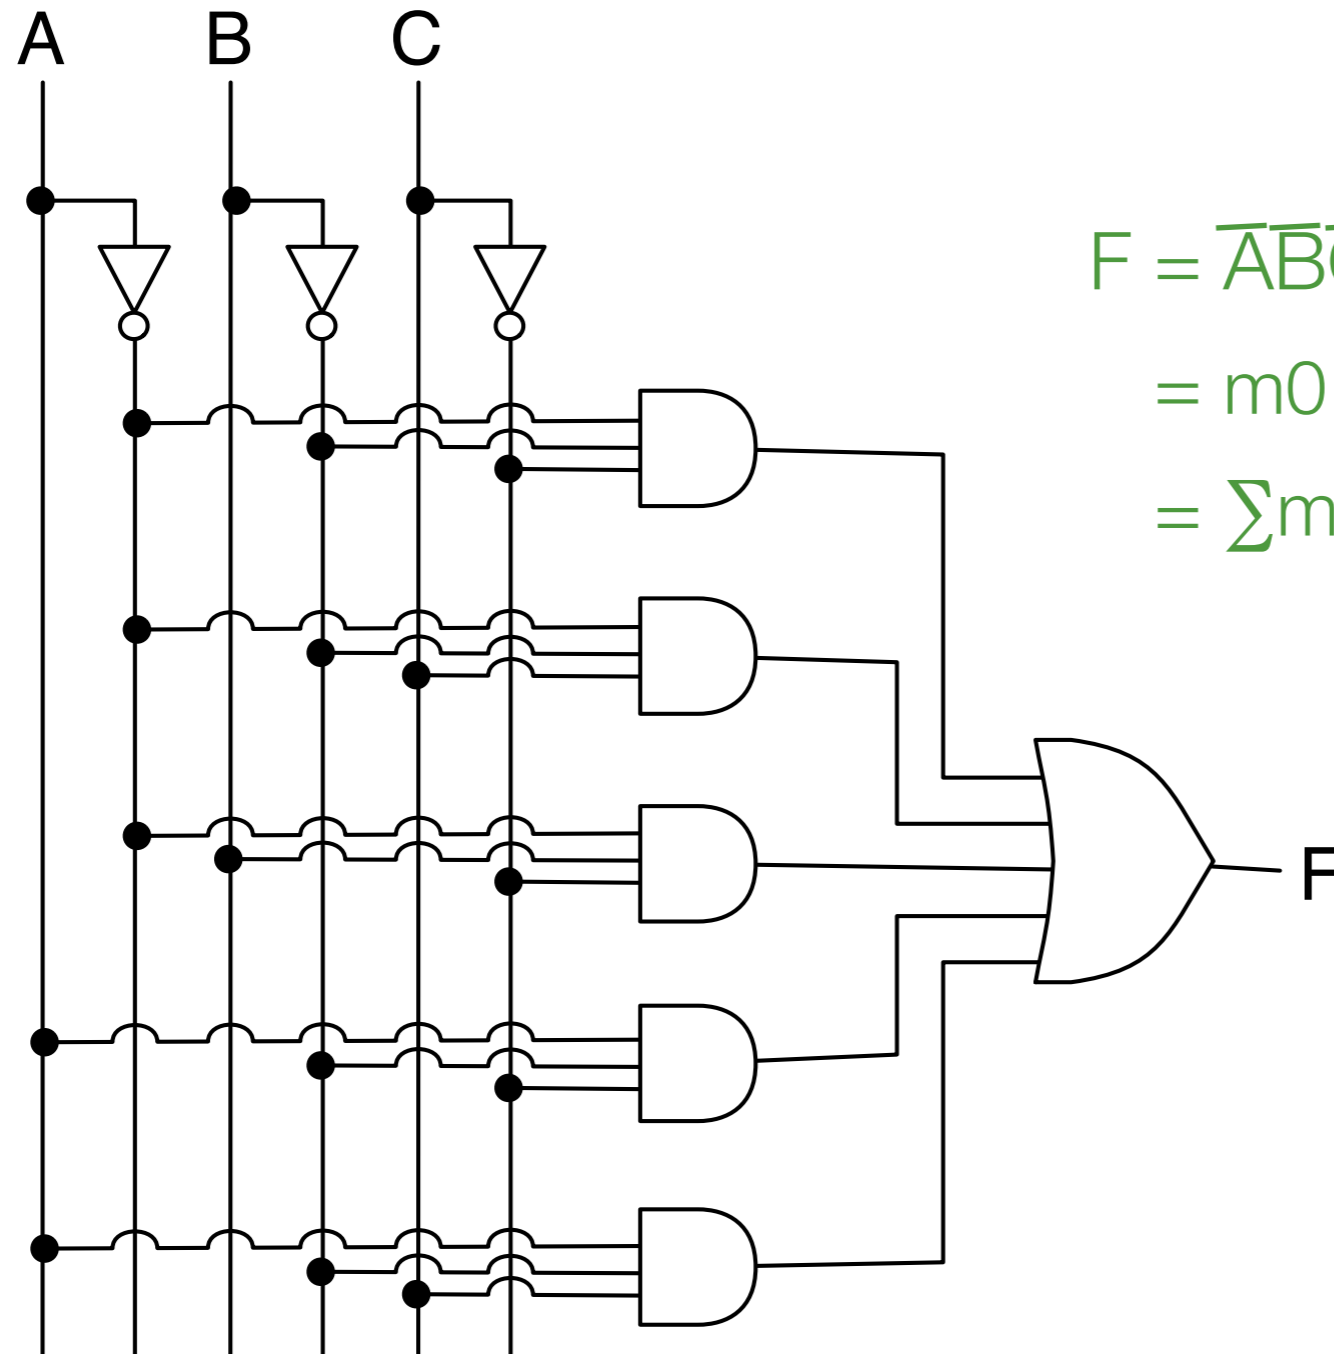 A B C
F = A̅B̅
= m0
= ∑m
F